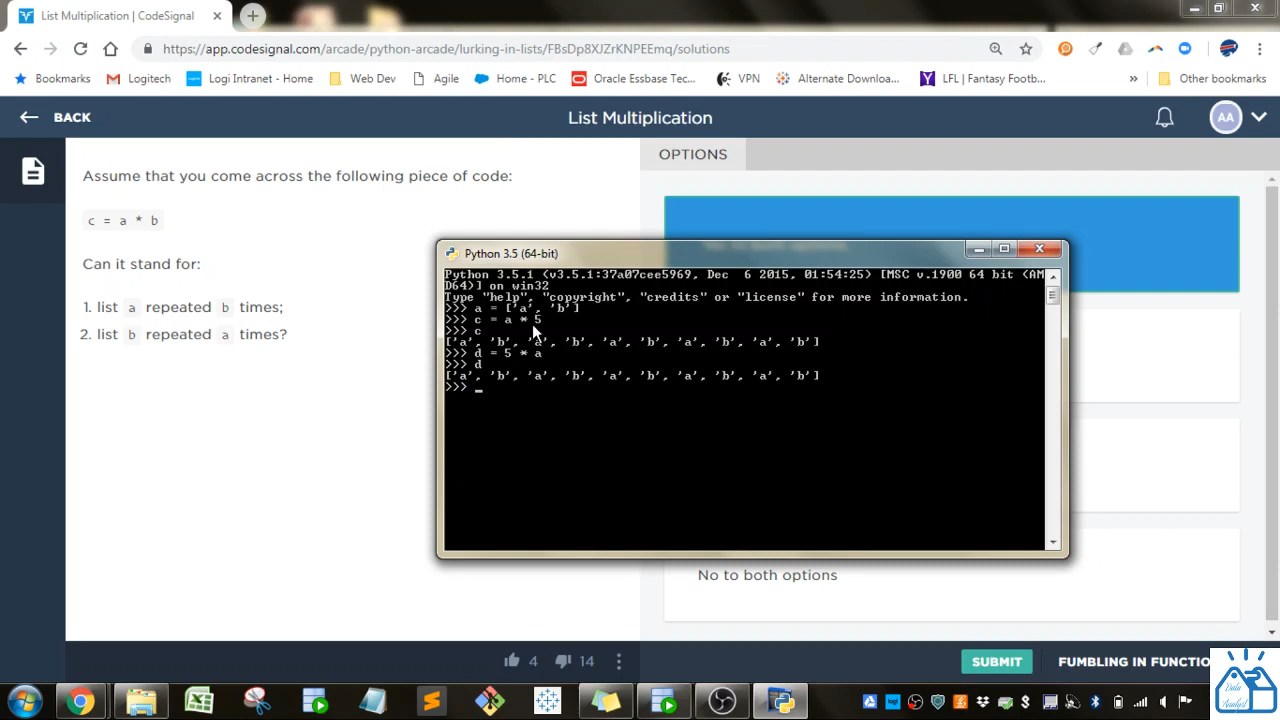 List Multiplication | CodeSignal
https://app.codesignal.com/arcade/python-arcade/lurking-in-lists/FBsDp8XJZrKNPEEmq/solutions
Bookmarks
Logitech
Logi Intranet - Home
Web Dev
Agile
Home - PLC
Oracle Essbase Tec...
VPN
Alternate Downloa...
LFL | Fantasy Footb...
»
Other bookmarks
BACK
List Multiplication
AA
OPTIONS
Assume that you come across the following piece of code:
c = a * b
Can it stand for:
1. list a repeated b times;
2. list b repeated a times?
Python 3.5 (64-bit)
Python 3.5.1 (v3.5.1:37a07cee5969, Dec 6 2015, 01:54:25) [MSC v.1900 64 bit (AM
D64)] on win32
Type "help", "copyright", "credits" or "license" for more information.
>>> a = ['a', 'b']
>>> c = a * 5
>>> c
['a', 'b', 'a', 'b', 'a', 'b', 'a', 'b', 'a', 'b']
>>> d = 5 * a
>>> d
['a', 'b', 'a', 'b', 'a', 'b', 'a', 'b', 'a', 'b']
>>> _
No to both options
4
14
SUBMIT
FUMBLING IN FUNCTIO
Data
Analyst